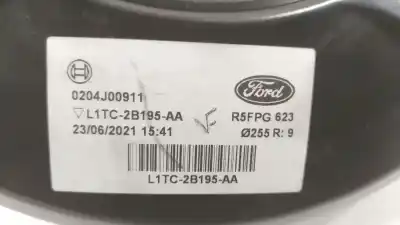 0204J00911
▽L1TC-2B195-AA
23/06/2021 15:41
Ford
R5FPG 623
Ø255 R: 9
L1TC-2B195-AA